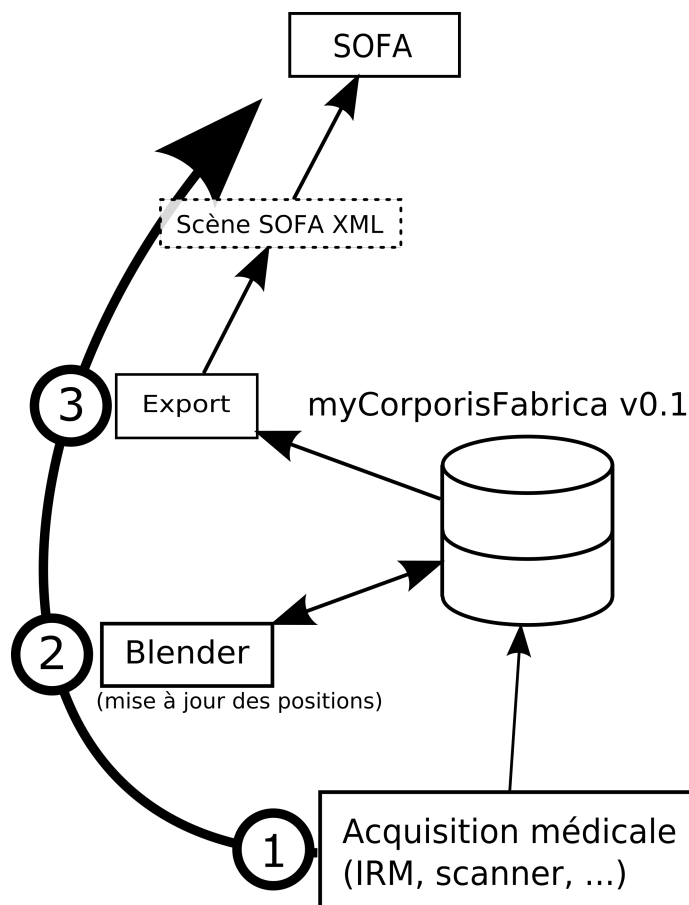 SOFA
Scène SOFA XML
3
Export
myCorporisFabrica v0.1
2
Blender
(mise à jour des positions)
1
Acquisition médicale
(IRM, scanner, ...)